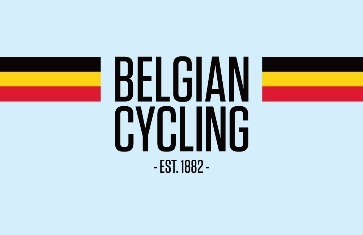 BELGIAN
CYCLING
- EST. 1882 -